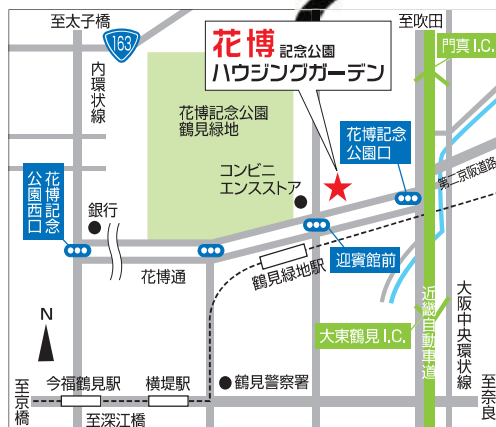 至太子橋
163
内環状線
花博 記念公園
ハウジングガーデン
至吹田
門真I.C.
花博記念公園
鶴見緑地
コンビニ
エンスストア
花博記念
公園口
第二京阪道路
花博記念
公園西口
銀行
花博通
鶴見緑地駅
迎賓館前
近畿自動車道
大阪中央環状線
大東鶴見I.C.
N
至京橋
今福鶴見駅
横堤駅
鶴見警察署
至深江橋
至奈良